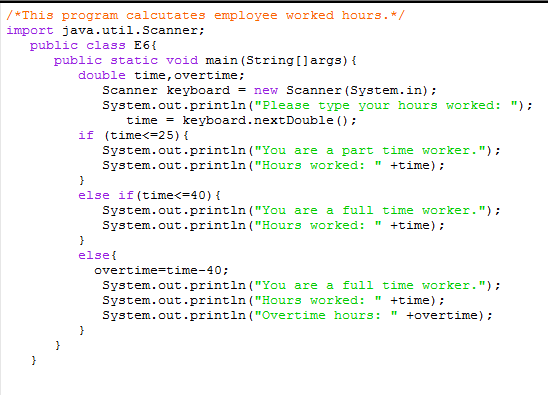 /*This program calcutates employee worked hours.*/
import java.util.Scanner;
public class E6{
public static void main(String[]args){
double time,overtime;
Scanner keyboard = new Scanner(System.in);
System.out.println("Please type your hours worked: ");
time = keyboard.nextDouble();
if (time<=25){
System.out.println("You are a part time worker.");
System.out.println("Hours worked: " +time);
}
else if(time<=40){
System.out.println("You are a full time worker.");
System.out.println("Hours worked: " +time);
}
else{
overtime=time-40;
System.out.println("You are a full time worker.");
System.out.println("Hours worked: " +time);
System.out.println("Overtime hours: " +overtime);
}
}
}